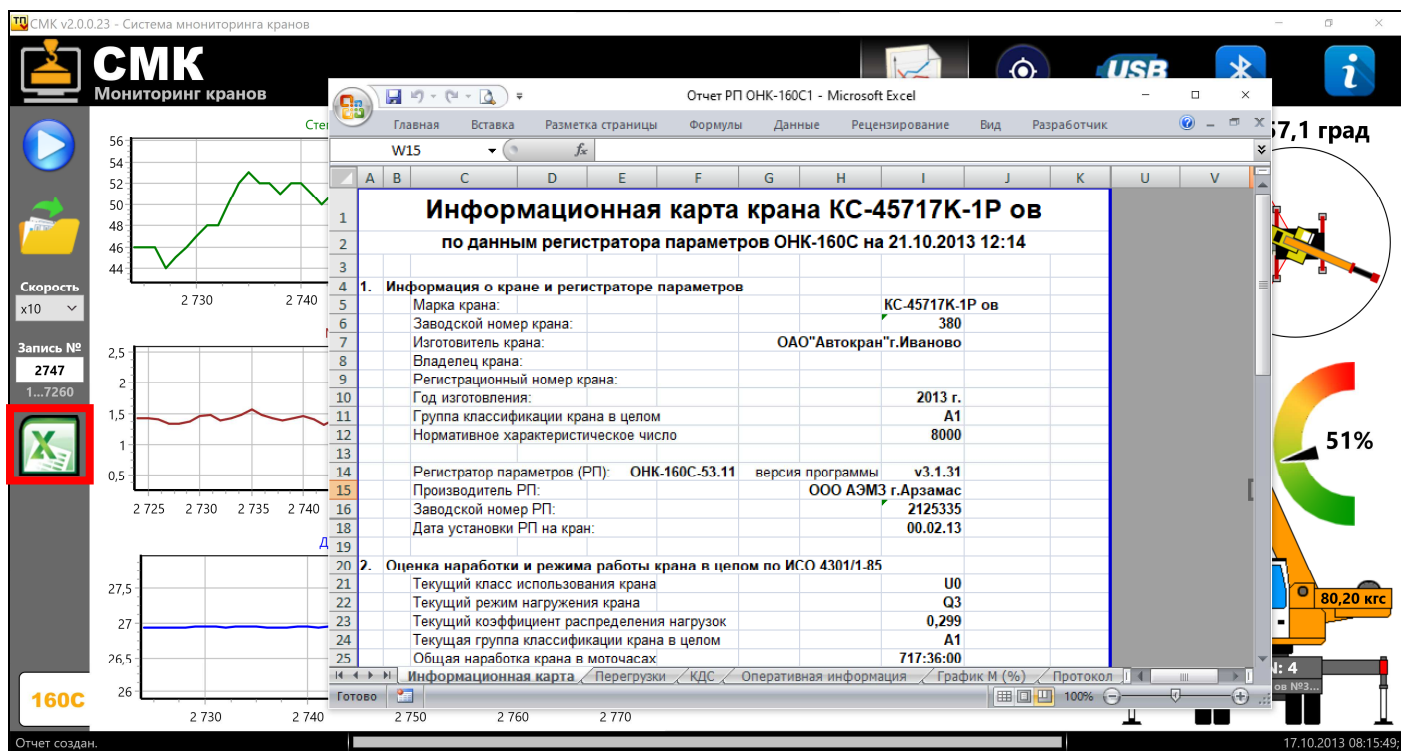 СМК v2.0.0.23 - Система мнониторинга кранов
СМК
Мониторинг кранов
USB
i
Скорость
x10
Запись №
2747
1...7260
160C
56
54
52
50
48
46
44
2 730 2 740
2,5
2
1,5
1
0,5
2 725 2 730 2 735 2 740
27,5
27
26,5
26
2 730 2 740 2 750 2 760 2 770
Отчет РП ОНК-160С1 - Microsoft Excel
Главная Вставка Разметка страницы Формулы Данные Рецензирование Вид Разработчик
W15 fx
A B C D E F G H I J K U V
1 Информационная карта крана КС-45717К-1Р ов
2 по данным регистратора параметров ОНК-160С на 21.10.2013 12:14
3
4 1. Информация о кране и регистраторе параметров
5 Марка крана: КС-45717К-1Р ов
6 Заводской номер крана: 380
7 Изготовитель крана: ОАО"Автокран"г.Иваново
8 Владелец крана:
9 Регистрационный номер крана:
10 Год изготовления: 2013 г.
11 Группа классификации крана в целом А1
12 Нормативное характеристическое число 8000
13
14 Регистратор параметров (РП): ОНК-160С-53.11 версия программы v3.1.31
15 Производитель РП: ООО АЭМЗ г.Арзамас
16 Заводской номер РП: 2125335
18 Дата установки РП на кран: 00.02.13
19
20 2. Оценка наработки и режима работы крана в целом по ИСО 4301/1-85
21 Текущий класс использования крана U0
22 Текущий режим нагружения крана Q3
23 Текущий коэффициент распределения нагрузок 0,299
24 Текущая группа классификации крана в целом А1
25 Общая наработка крана в моточасах 717:36:00
Информационная карта Перегрузки КДС Оперативная информация График М (%) Протокол
Готово 100%
57,1 град
51%
80,20 кгс
N: 4
Отчет создан. 17.10.2013 08:15:49;